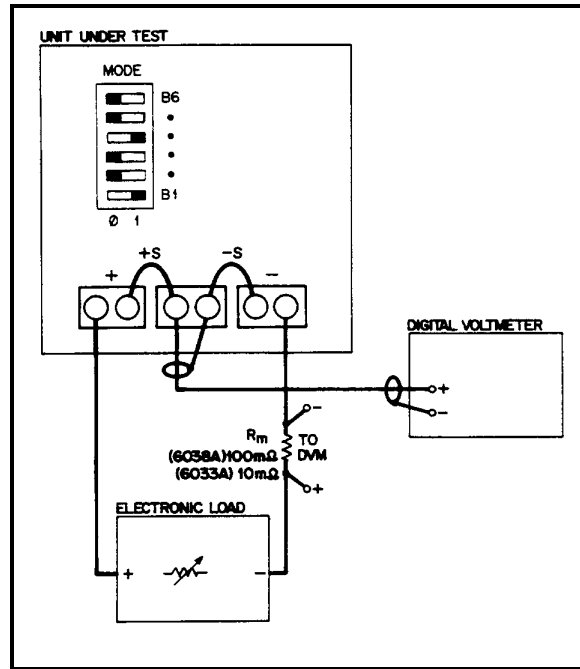 UNIT UNDER TEST
MODE
B6
B1
Ø 1
+S -S
+ -
DIGITAL VOLTMETER
+
-
-
Rm TO
(6038A) 100mΩ DVM
(6033A) 10mΩ
+
ELECTRONIC LOAD
+ -